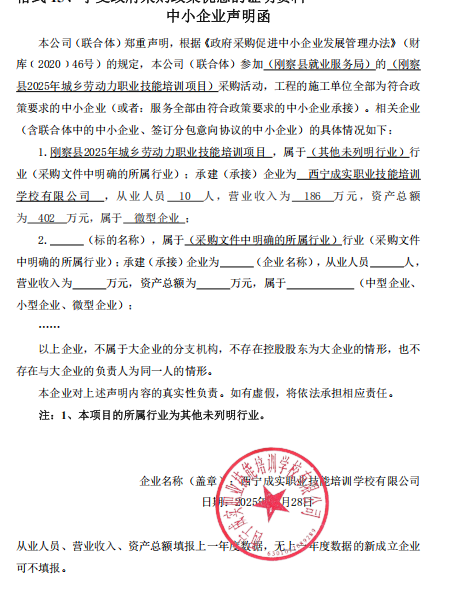 中小企业声明函
本公司（联合体）郑重声明，根据《政府采购促进中小企业发展管理办法》（财
库﹝2020﹞46号）的规定，本公司（联合体）参加（刚察县就业服务局）的（刚察
县2025年城乡劳动力职业技能培训项目）采购活动，工程的施工单位全部为符合政
策要求的中小企业（或者：服务全部由符合政策要求的中小企业承接）。相关企业
（含联合体中的中小企业、签订分包意向协议的中小企业）的具体情况如下：
1.刚察县2025年城乡劳动力职业技能培训项目 ，属于（其他未列明行业）行
业（采购文件中明确的所属行业）；承建（承接）企业为 西宁成实职业技能培训
学校有限公司 ，从业人员 10 人，营业收入为 186 万元，资产总额
为 402 万元，属于 微型企业 ；
2. ______（标的名称），属于（采购文件中明确的所属行业）行业（采购文件
中明确的所属行业）；承建（承接）企业为______（企业名称），从业人员______人，
营业收入为______万元，资产总额为______万元，属于____________（中型企业、
小型企业、微型企业）；
……
以上企业，不属于大企业的分支机构，不存在控股股东为大企业的情形，也不
存在与大企业的负责人为同一人的情形。
本企业对上述声明内容的真实性负责。如有虚假，将依法承担相应责任。
注：1、本项目的所属行业为其他未列明行业。
企业名称（盖章）：西宁成实职业技能培训学校有限公司
日期：2025年 月28日
从业人员、营业收入、资产总额填报上一年度数据，无上一年度数据的新成立企业
可不填报。